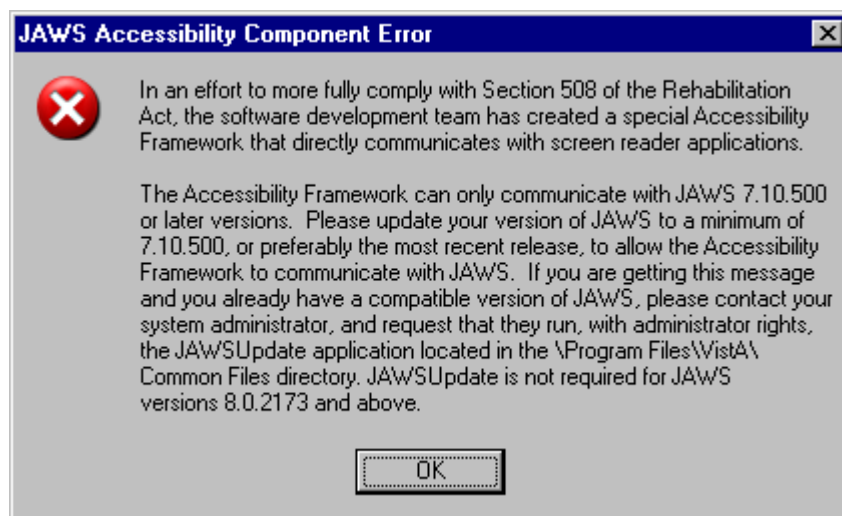 JAWS Accessibility Component Error
In an effort to more fully comply with Section 508 of the Rehabilitation
Act, the software development team has created a special Accessibility
Framework that directly communicates with screen reader applications.
The Accessibility Framework can only communicate with JAWS 7.10.500
or later versions.  Please update your version of JAWS to a minimum of
7.10.500, or preferably the most recent release, to allow the Accessibility
Framework to communicate with JAWS.  If you are getting this message
and you already have a compatible version of JAWS, please contact your
system administrator, and request that they run, with administrator rights,
the JAWSUpdate application located in the \Program Files\VistA\
Common Files directory. JAWSUpdate is not required for JAWS
versions 8.0.2173 and above.
OK